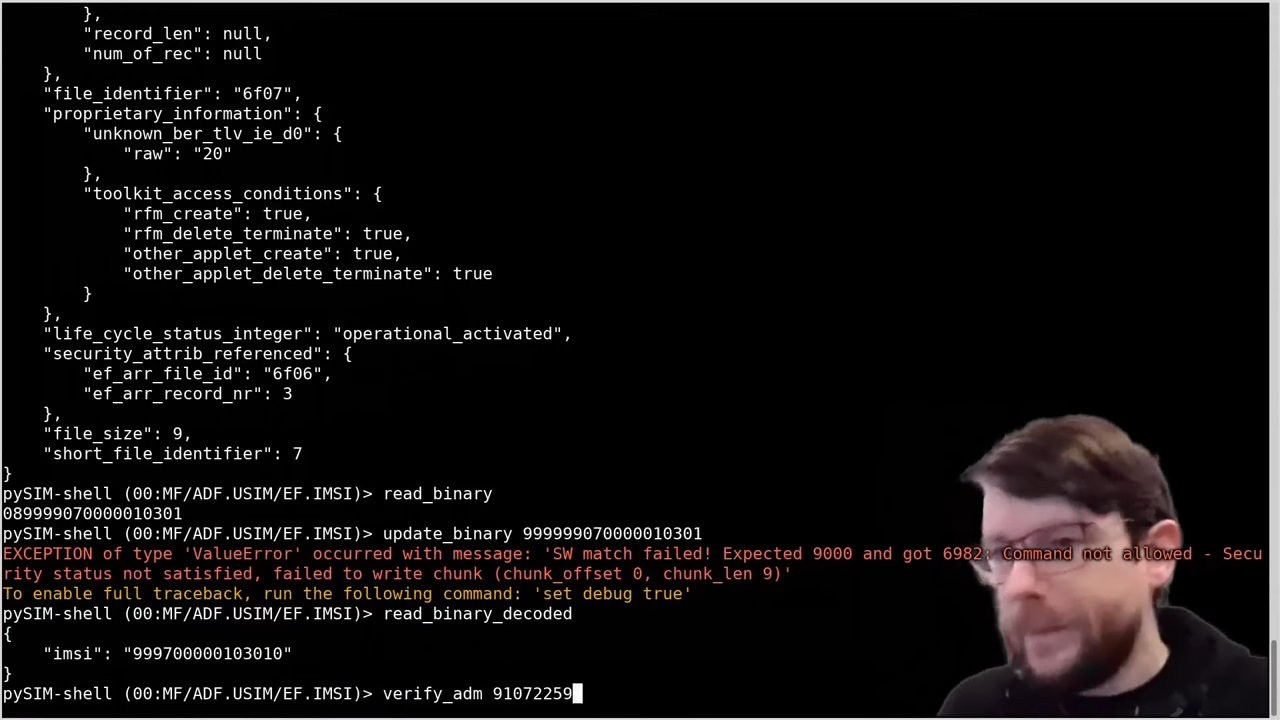 },
        "record_len": null,
        "num_of_rec": null
    },
    "file_identifier": "6f07",
    "proprietary_information": {
        "unknown_ber_tlv_ie_d0": {
            "raw": "20"
        },
        "toolkit_access_conditions": {
            "rfm_create": true,
            "rfm_delete_terminate": true,
            "other_applet_create": true,
            "other_applet_delete_terminate": true
        }
    },
    "life_cycle_status_integer": "operational_activated",
    "security_attrib_referenced": {
        "ef_arr_file_id": "6f06",
        "ef_arr_record_nr": 3
    },
    "file_size": 9,
    "short_file_identifier": 7
}
pySIM-shell (00:MF/ADF.USIM/EF.IMSI)> read_binary
089999070000010301
pySIM-shell (00:MF/ADF.USIM/EF.IMSI)> update_binary 999999070000010301
EXCEPTION of type 'ValueError' occurred with message: 'SW match failed! Expected 9000 and got 6982: Command not allowed - Secu
rity status not satisfied, failed to write chunk (chunk_offset 0, chunk_len 9)'
To enable full traceback, run the following command: 'set debug true'
pySIM-shell (00:MF/ADF.USIM/EF.IMSI)> read_binary_decoded
{
    "imsi": "999700000103010"
}
pySIM-shell (00:MF/ADF.USIM/EF.IMSI)> verify_adm 91072259